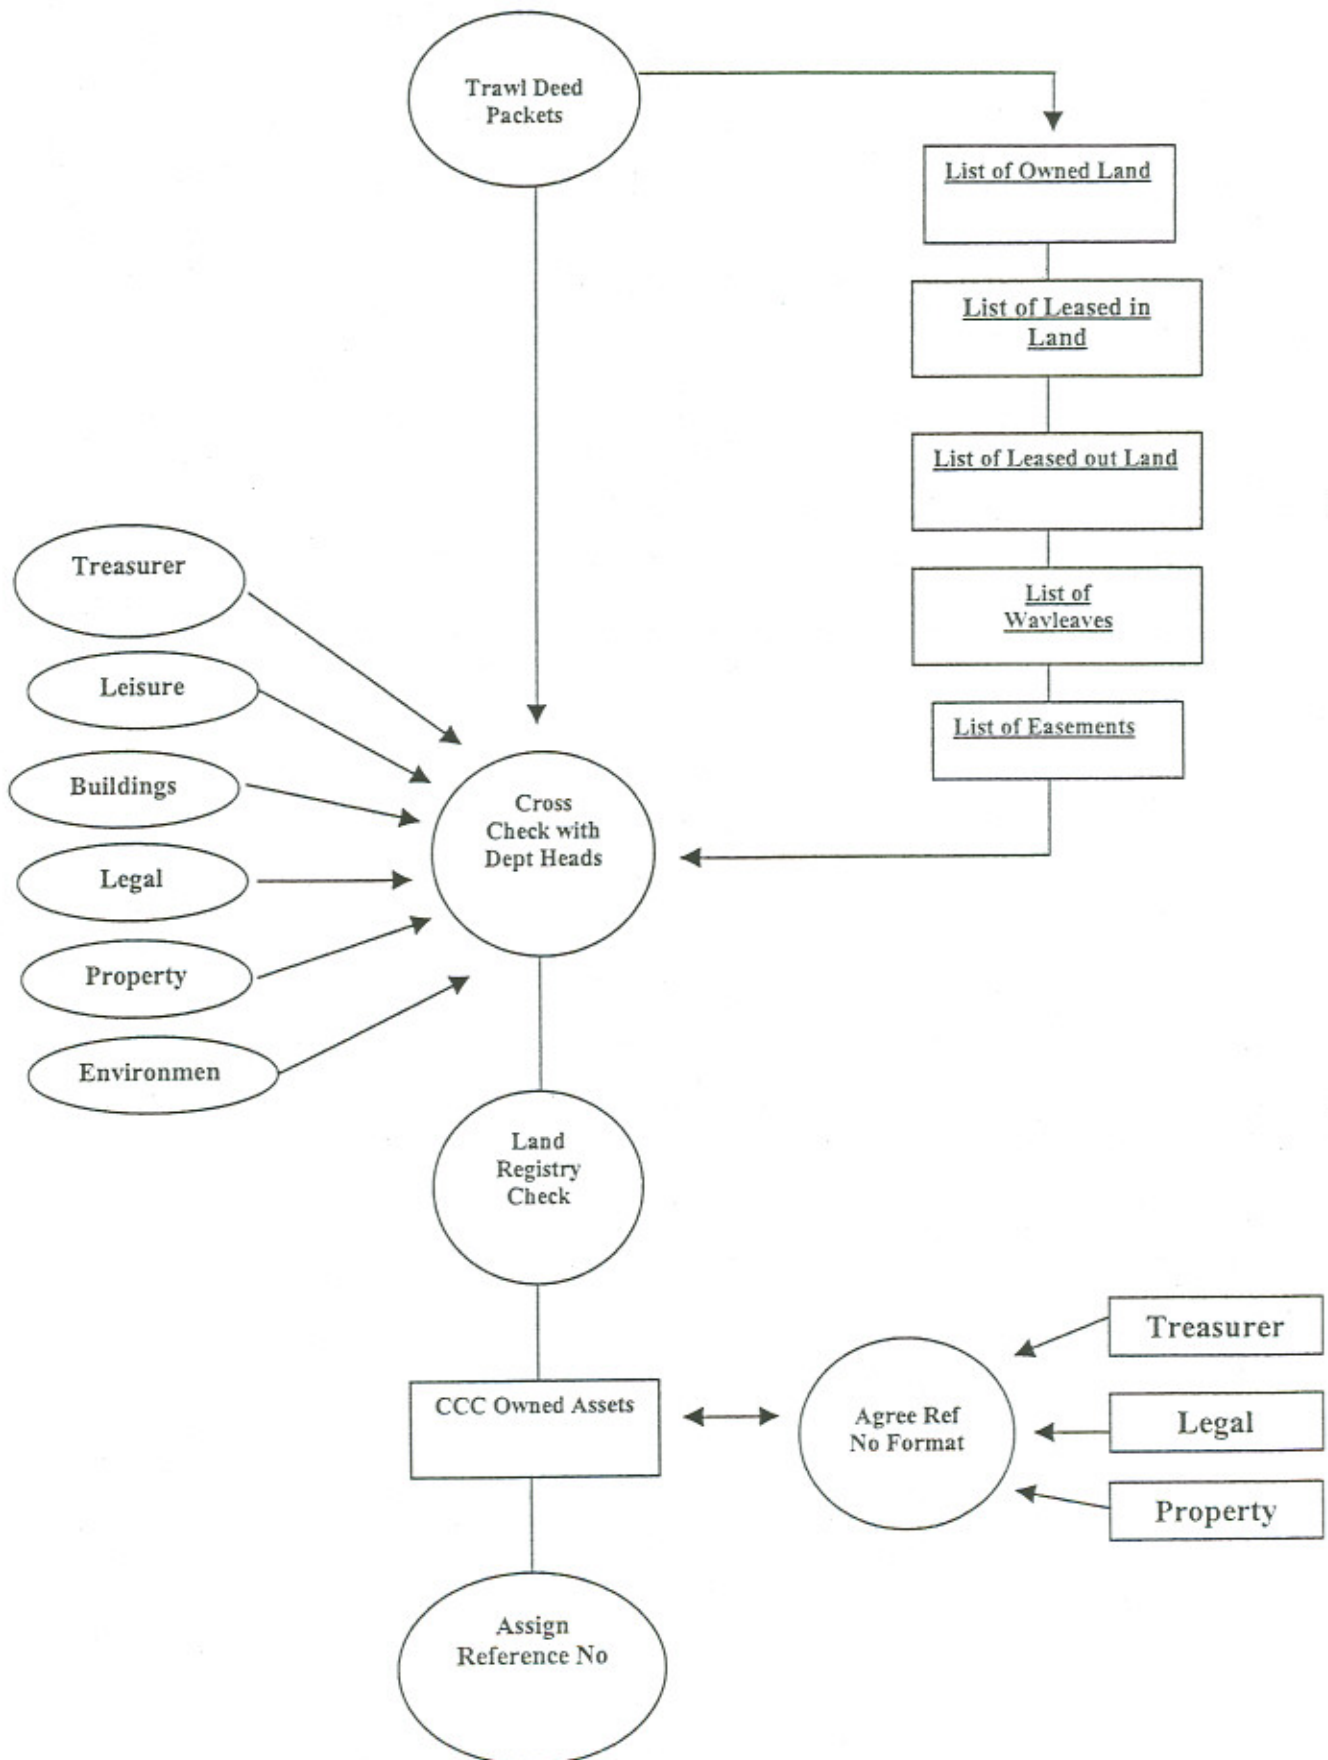 Trawl Deed
Packets
List of Owned Land
List of Leased in
Land
List of Leased out Land
List of
Wayleaves
List of Easements
Treasurer
Leisure
Buildings
Legal
Property
Environmen
Cross
Check with
Dept Heads
Land
Registry
Check
CCC Owned Assets
Agree Ref
No Format
Treasurer
Legal
Property
Assign
Reference No